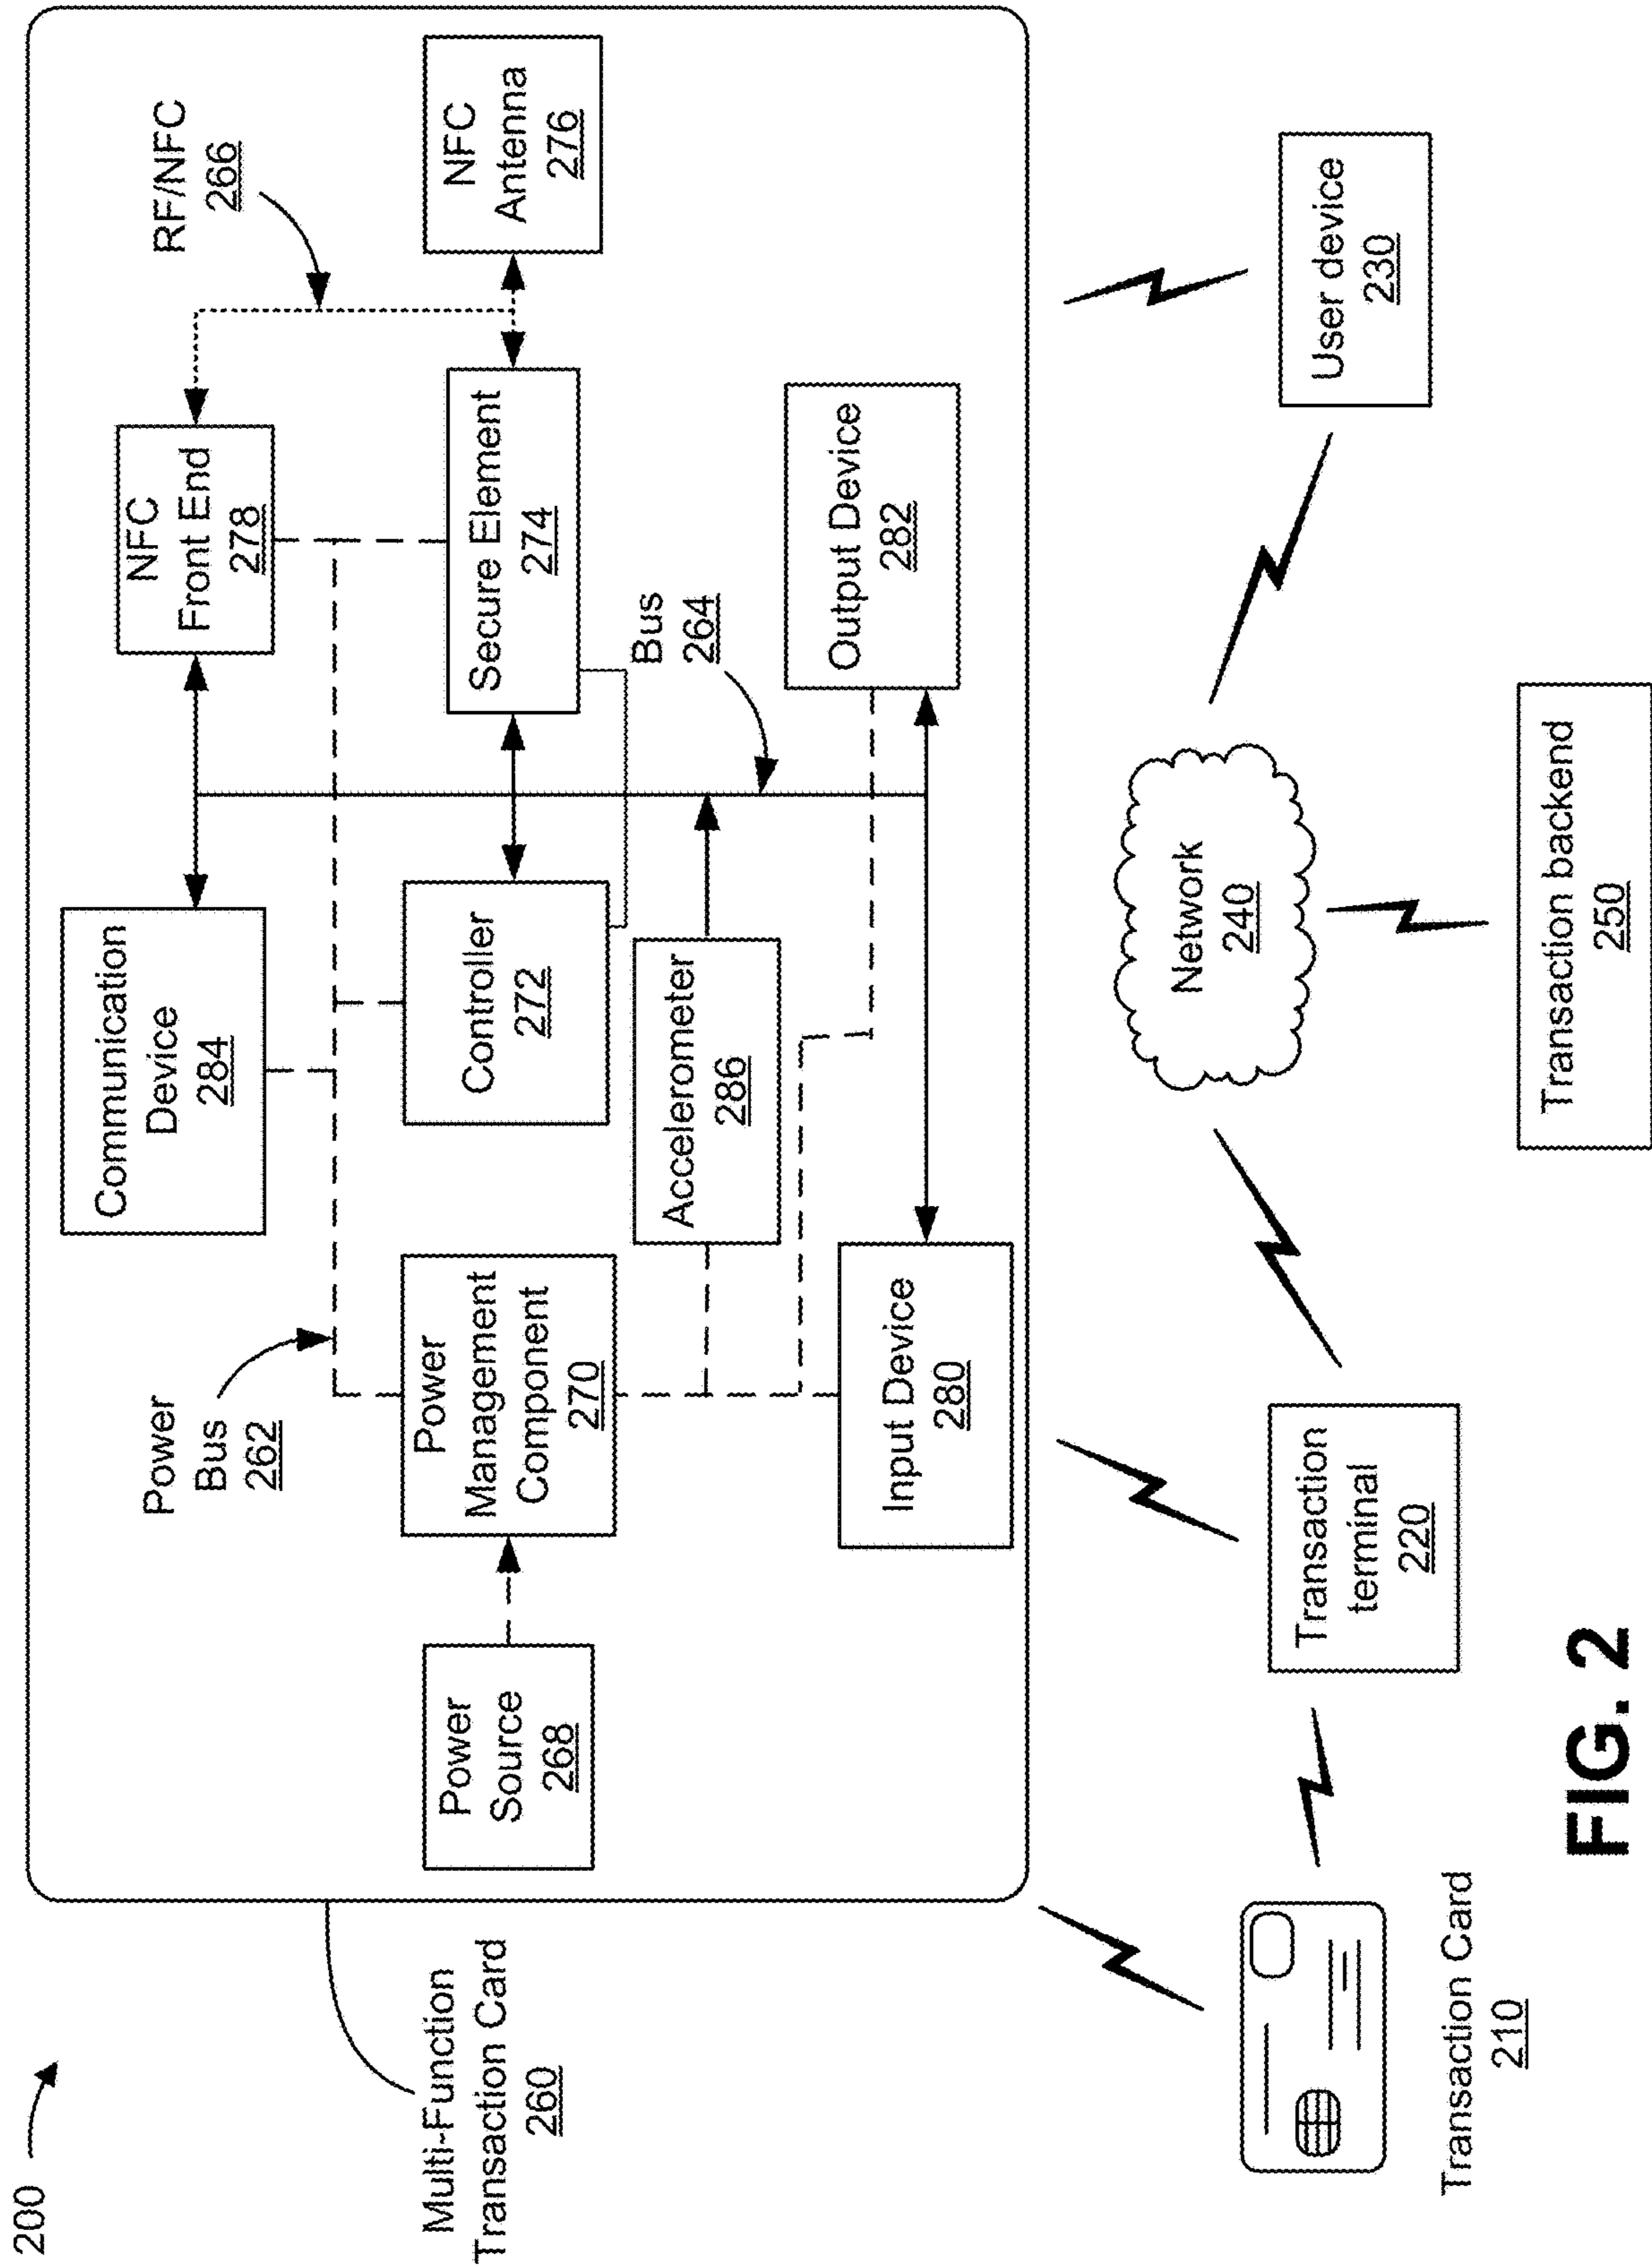 200
Multi-Function
Transaction Card
260
Power
Source
268
Power
Bus
262
Power
Management
Component
270
Input Device
280
Communication
Device
284
Controller
272
Accelerometer
286
NFC
Front End
278
Secure Element
274
Bus
264
Output Device
282
RF/NFC
266
NFC
Antenna
276
Transaction Card
210
Transaction
terminal
220
Network
240
Transaction backend
250
User device
230
FIG. 2